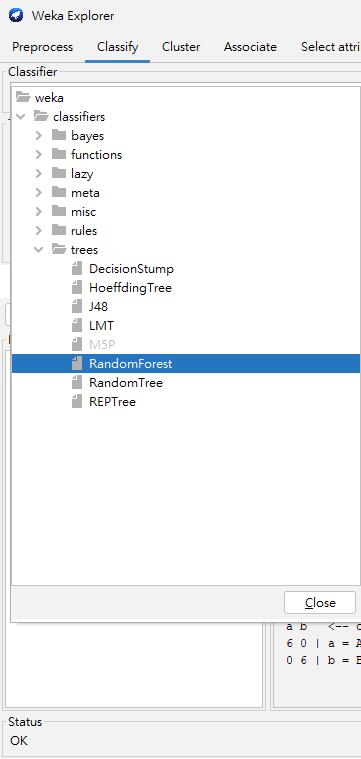 Weka Explorer
Preprocess Classify Cluster Associate Select attri
Classifier
weka
classifiers
bayes
functions
lazy
meta
misc
rules
trees
DecisionStump
HoeffdingTree
J48
LMT
M5P
RandomForest
RandomTree
REPTree
Close
a b <-- c
6 0 | a = A
0 6 | b = B
Status
OK